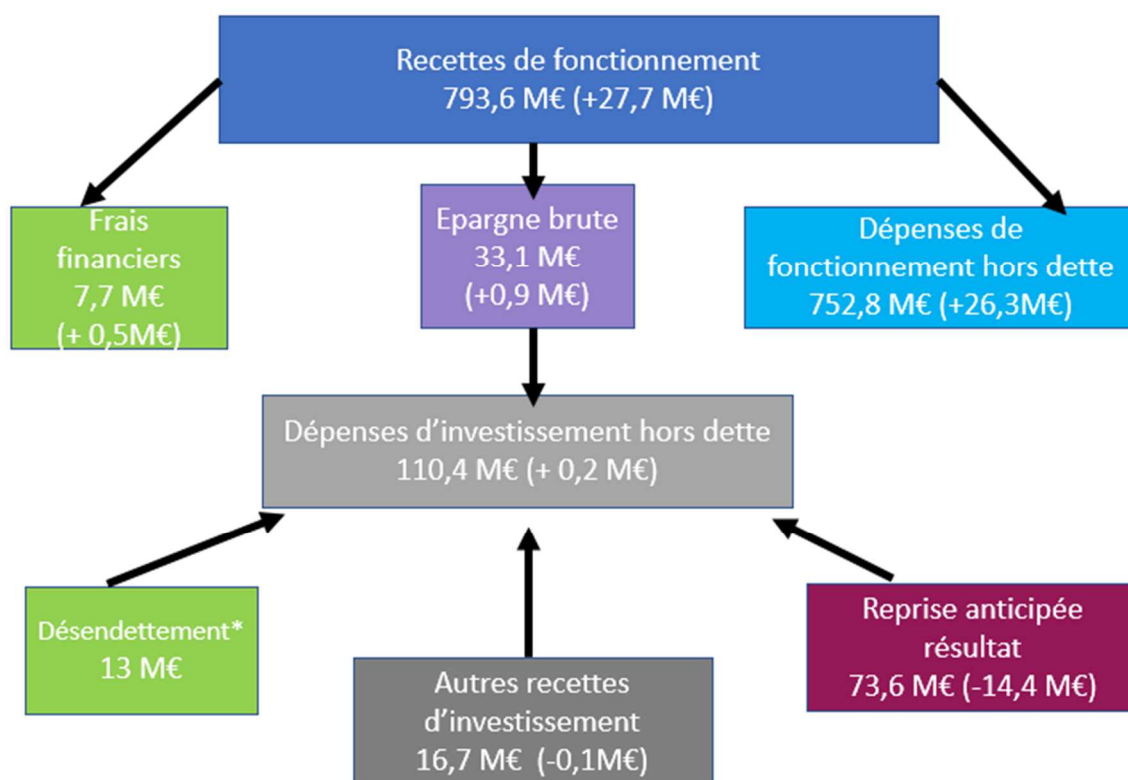 Recettes de fonctionnement
793,6 M€ (+27,7 M€)
Frais
financiers
7,7 M€
(+ 0,5M€)
Epargne brute
33,1 M€
(+0,9 M€)
Dépenses de
fonctionnement hors dette
752,8 M€ (+26,3M€)
Dépenses d’investissement hors dette
110,4 M€ (+ 0,2 M€)
Désendettement*
13 M€
Autres recettes
d’investissement
16,7 M€ (-0,1M€)
Reprise anticipée
résultat
73,6 M€ (-14,4 M€)